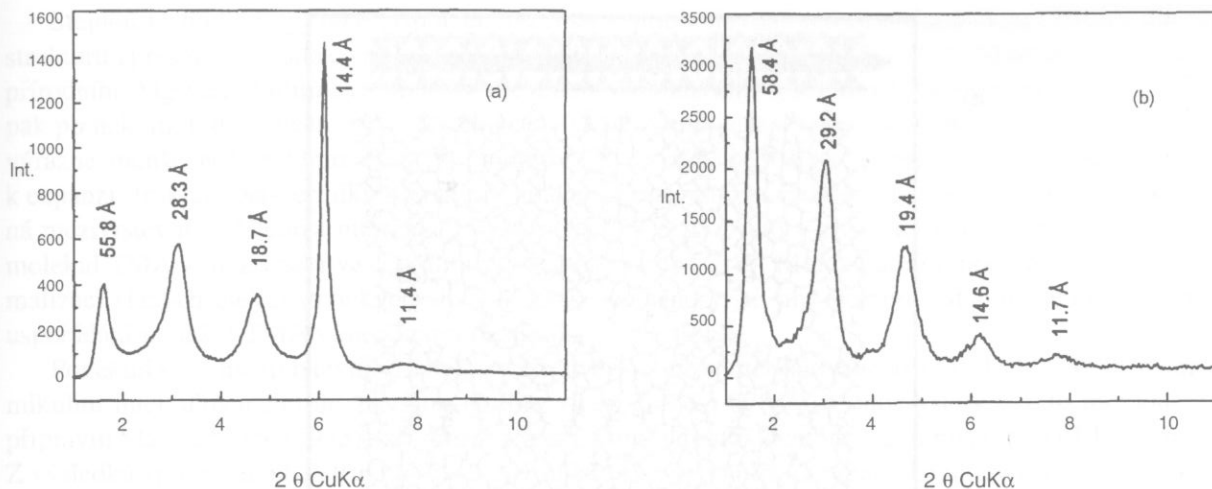 1600
1400
1200
1000
800
600
400
200
0
Int.
55.8 Å
28.3 Å
18.7 Å
14.4 Å
11.4 Å
(a)
2 4 6 8 10
2 θ CuKα
3500
3000
2500
2000
1500
3000
500
0
Int.
58.4 Å
29.2 Å
19.4 Å
14.6 Å
11.7 Å
(b)
2 4 6 8 10
2 θ CuKα